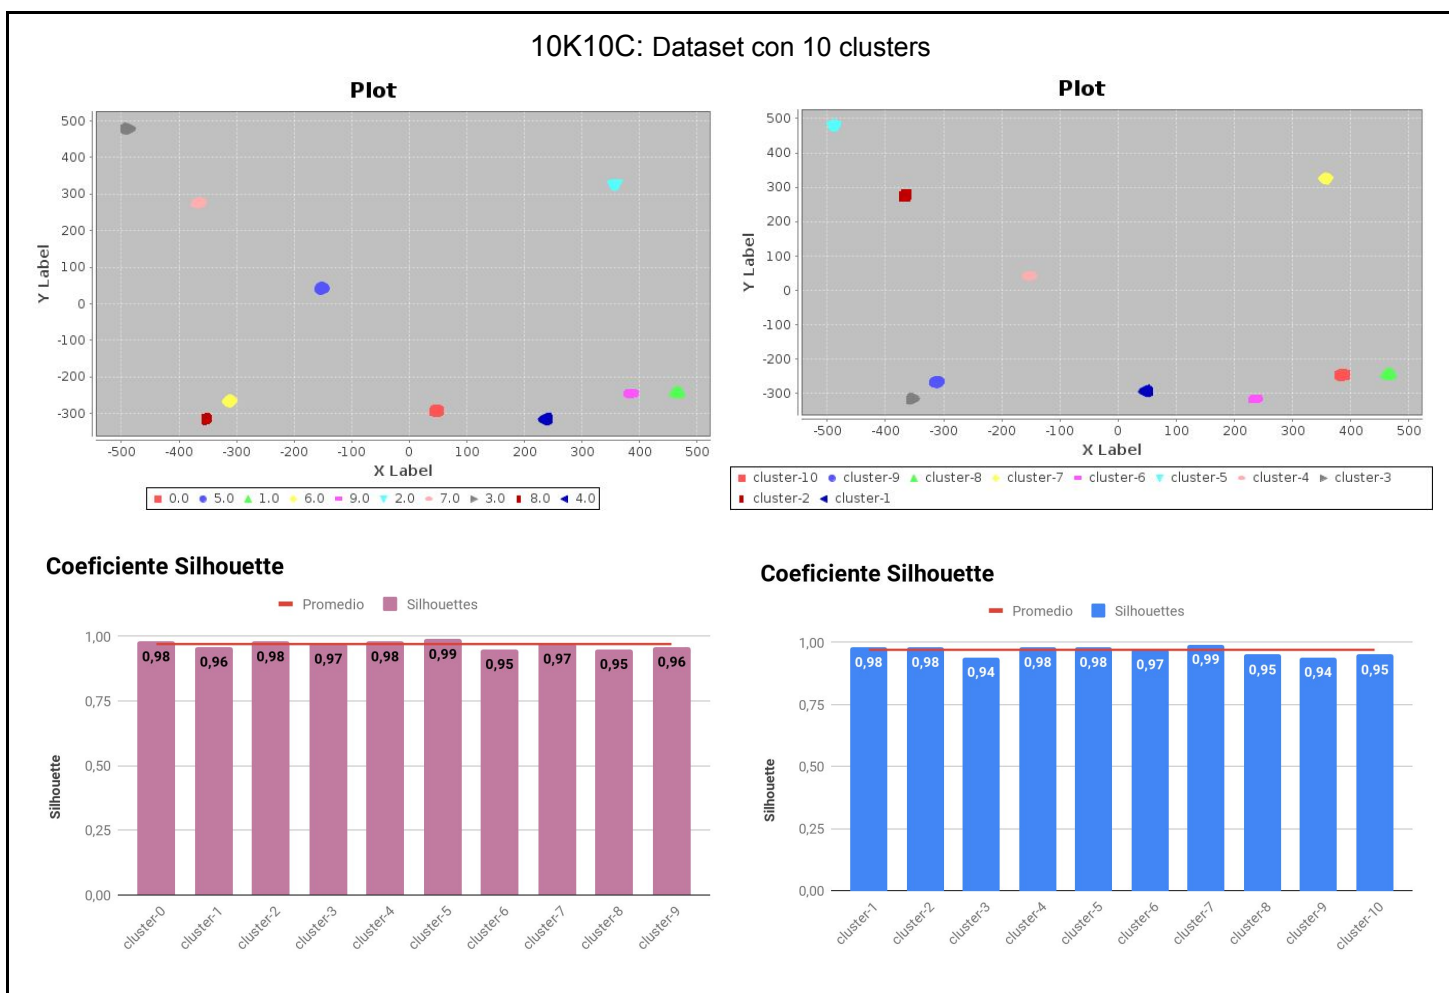 10K10C: Dataset con 10 clusters
Plot
500
400
300
200
100
0
-100
-200
-300
Y Label
-500 -400 -300 -200 -100 0 100 200 300 400 500
X Label
0.0 5.0 1.0 6.0 9.0 2.0 7.0 3.0 8.0 4.0
Plot
500
400
300
200
100
0
-100
-200
-300
Y Label
-500 -400 -300 -200 -100 0 100 200 300 400 500
X Label
cluster-10 cluster-9 cluster-8 cluster-7 cluster-6 cluster-5 cluster-4 cluster-3
cluster-2 cluster-1
Coeficiente Silhouette
Promedio Silhouettes
1,00
0,75
0,50
0,25
0,00
Silhouette
0,98 0,96 0,98 0,97 0,98 0,99 0,95 0,97 0,95 0,96
cluster-0 cluster-1 cluster-2 cluster-3 cluster-4 cluster-5 cluster-6 cluster-7 cluster-8 cluster-9
Coeficiente Silhouette
Promedio Silhouettes
1,00
0,75
0,50
0,25
0,00
Silhouette
0,98 0,98 0,94 0,98 0,98 0,97 0,99 0,95 0,94 0,95
cluster-1 cluster-2 cluster-3 cluster-4 cluster-5 cluster-6 cluster-7 cluster-8 cluster-9 cluster-10